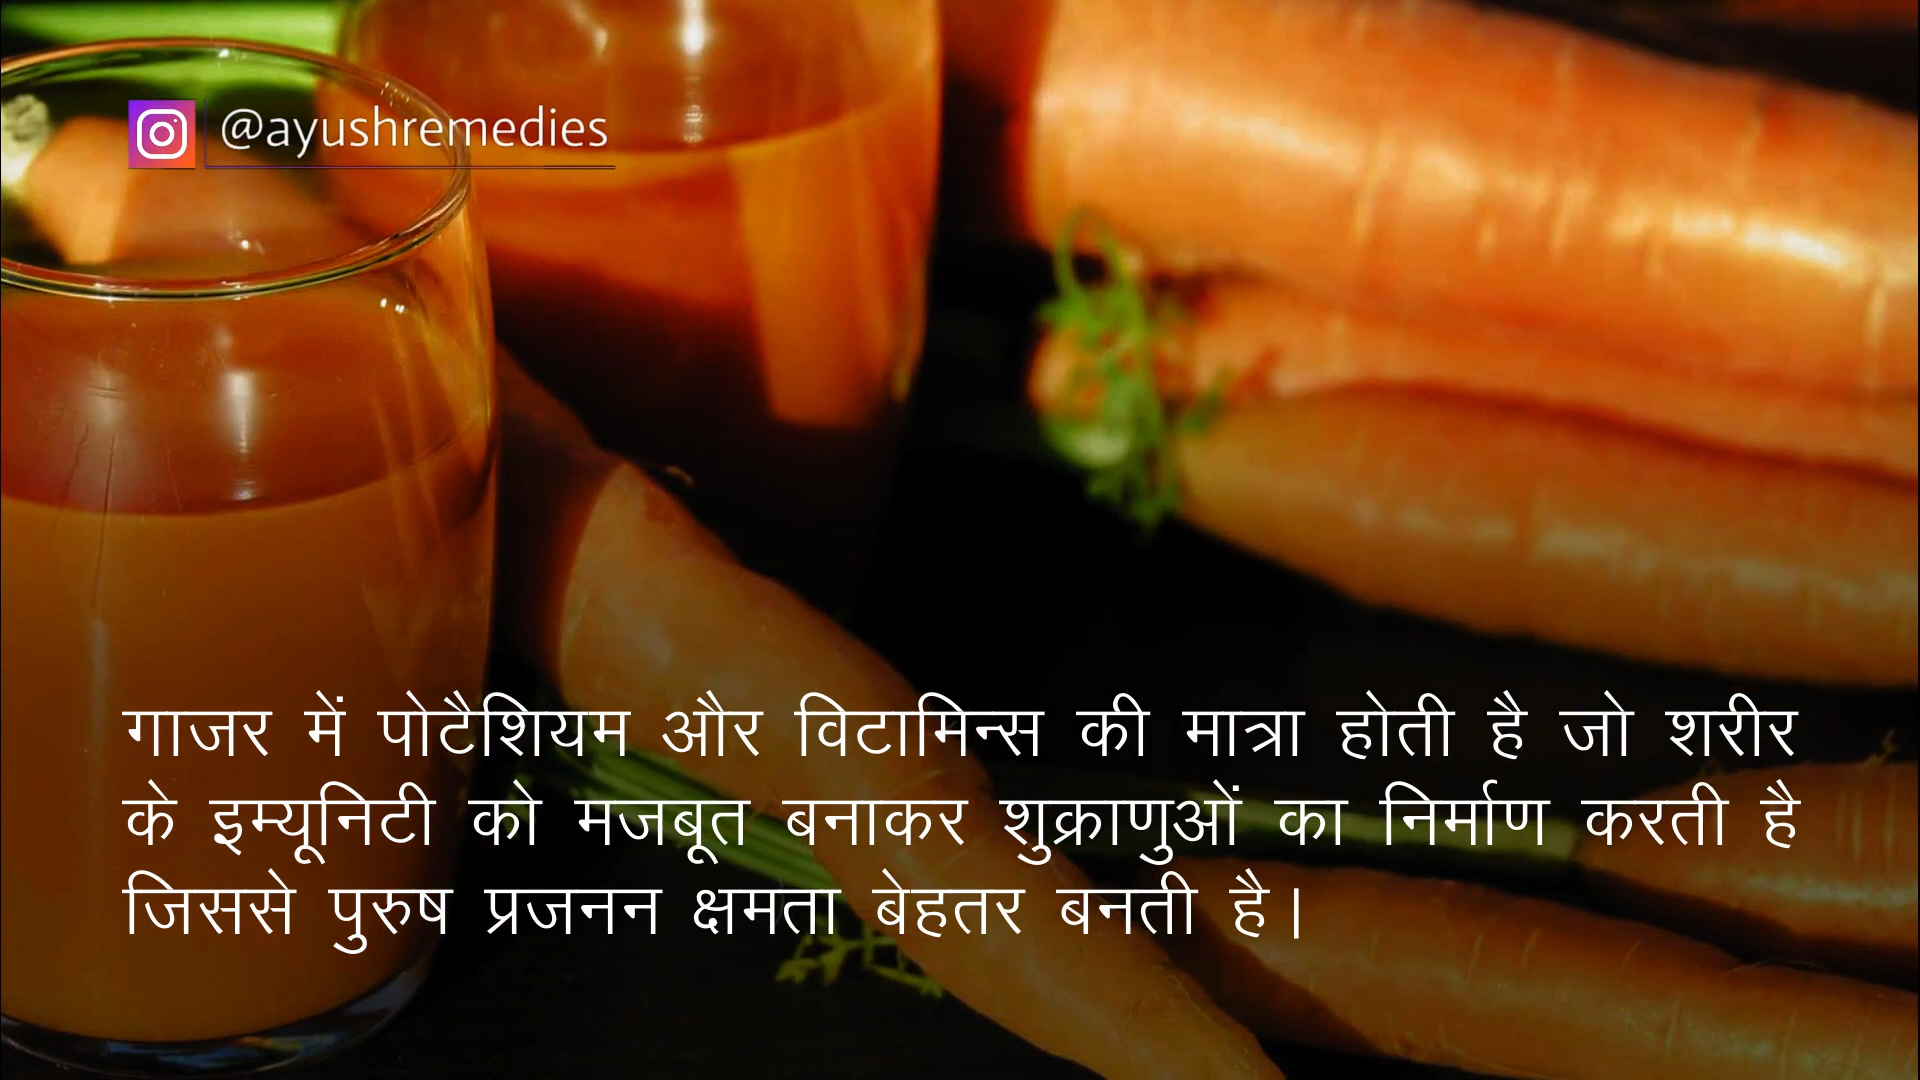 @ayushremedies
गाजर में पोटैशियम और विटामिन्स की मात्रा होती है जो शरीर
के इम्यूनिटी को मजबूत बनाकर शुक्राणुओं का निर्माण करती है
जिससे पुरुष प्रजनन क्षमता बेहतर बनती है।